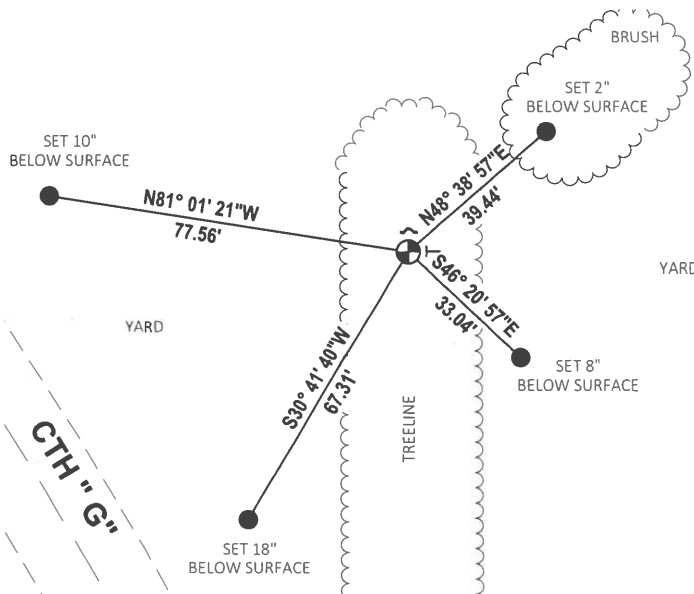 BRUSH
SET 2"
BELOW SURFACE
SET 10"
BELOW SURFACE
N81° 01' 21"W
77.56'
N48° 38' 57"E
39.44'
S46° 20' 57"E
33.04'
YARD
YARD
S30° 41' 40"W
67.31'
SET 8"
BELOW SURFACE
TREELINE
CTH " G"
SET 18"
BELOW SURFACE